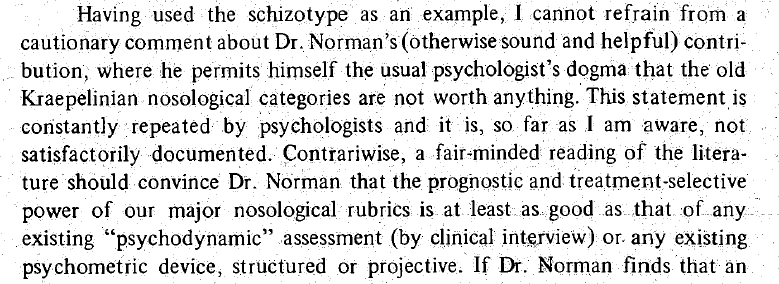 Having used the schizotype as an example, I cannot refrain from a
cautionary comment about Dr. Norman's (otherwise sound and helpful) contri-
bution, where he permits himself the usual psychologist's dogma that the old
Kraepelinian nosological categories are not worth anything. This statement is
constantly repeated by psychologists and it is, so far as I am aware, not
satisfactorily documented. Contrariwise, a fair-minded reading of the litera-
ture should convince Dr. Norman that the prognostic and treatment-selective
power of our major nosological rubrics is at least as good as that of any
existing “psychodynamic” assessment (by clinical interview) or any existing
psychometric device, structured or projective. If Dr. Norman finds that an